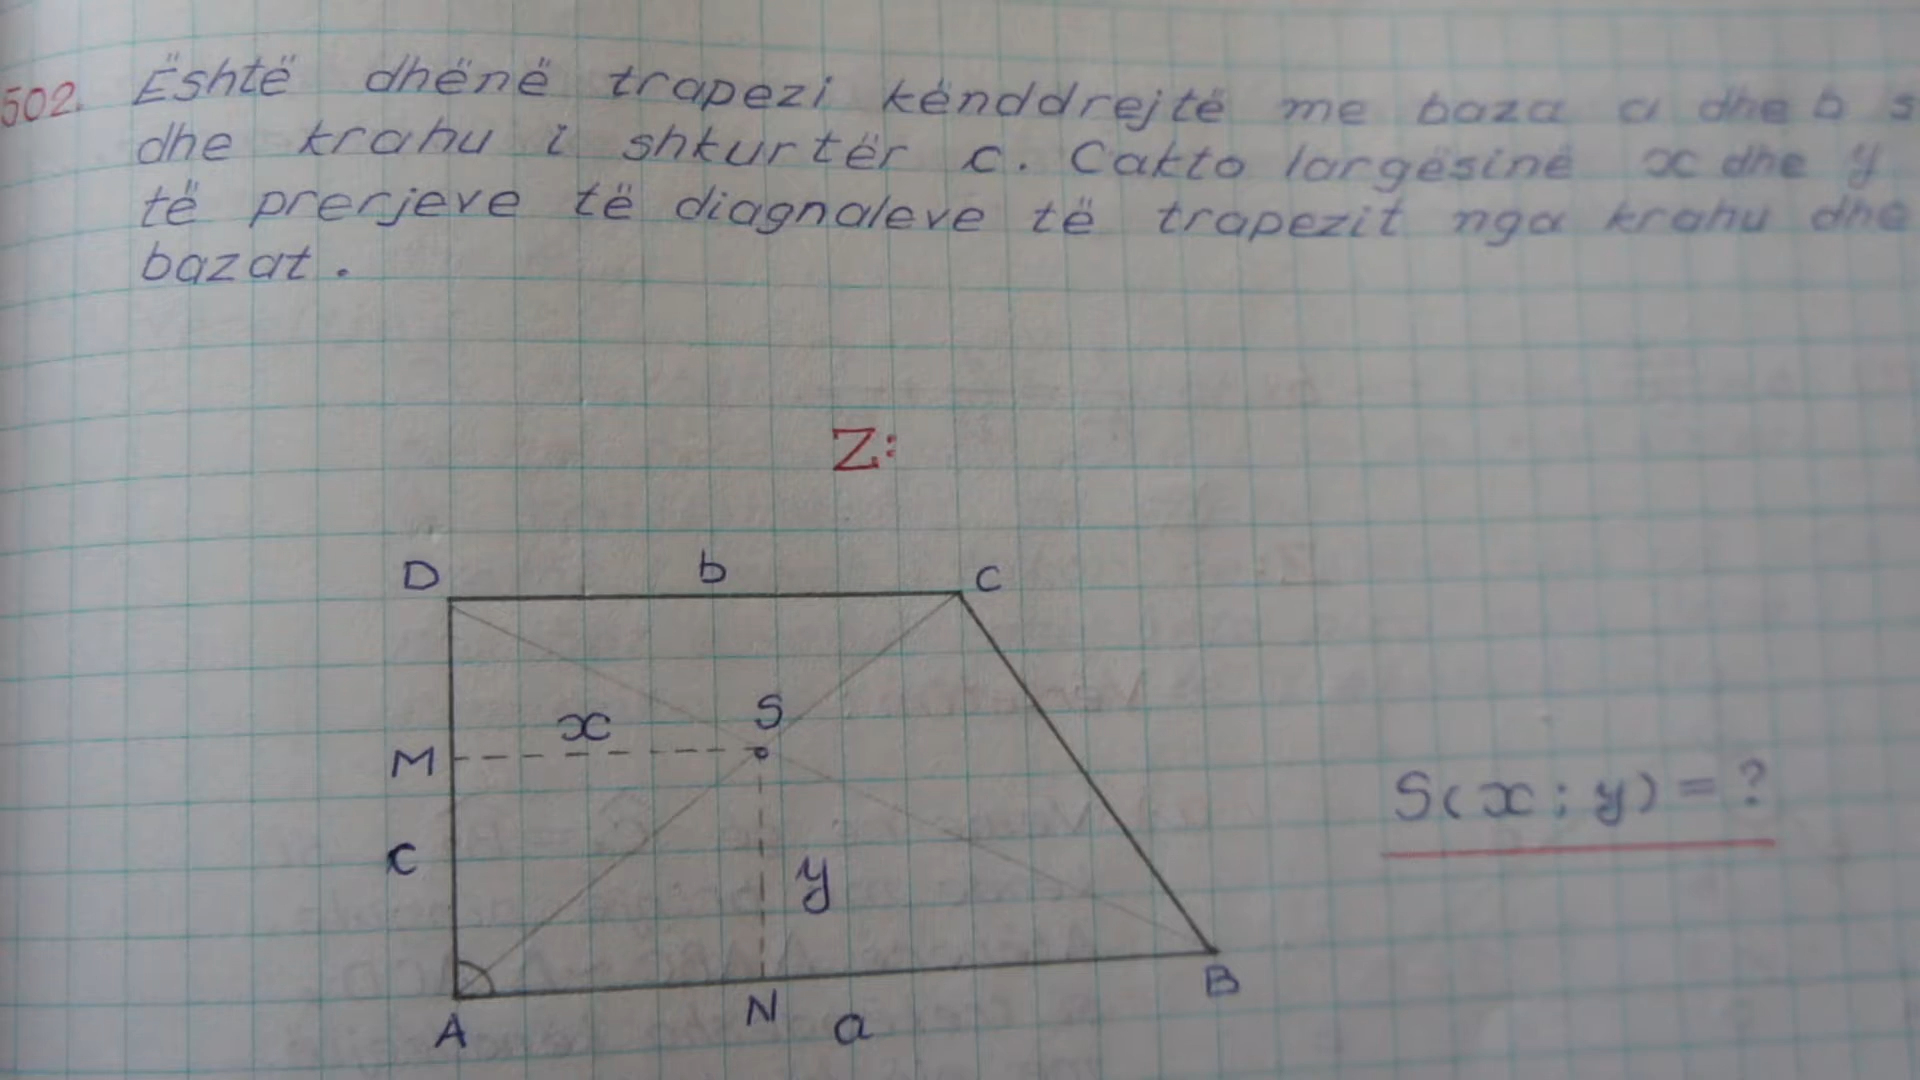 502. Është dhënë trapezi kënddrejtë me baza a dhe b
dhe krahu i shkurtër c. Cakto largësinë x dhe y
të prerjeve të diagnaleve të trapezit nga krahu dhe
bazat.
Z:
D b C
x S
M
S(x; y) = ?
c y
A N a B